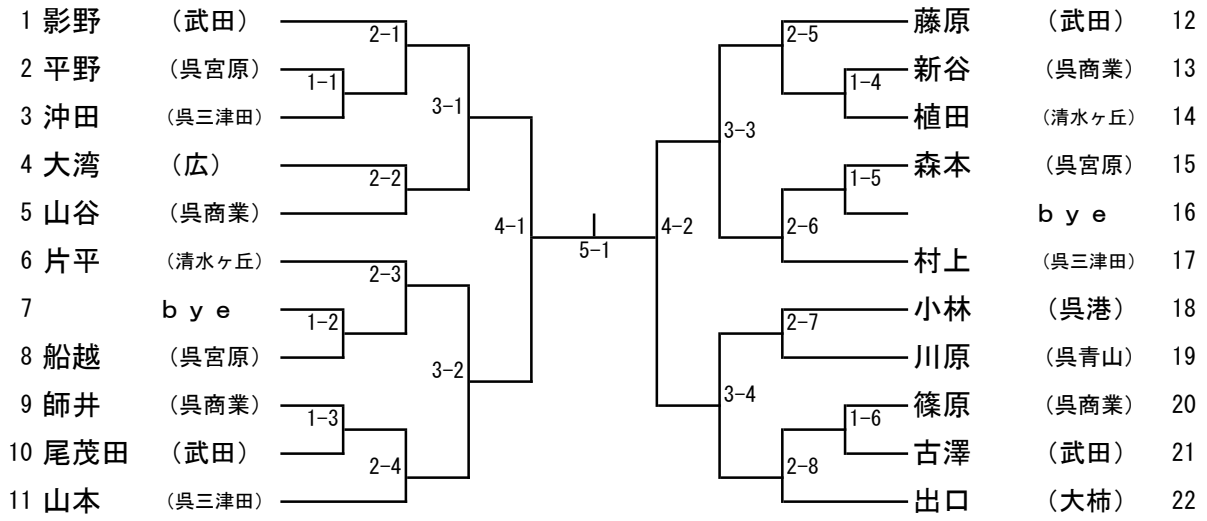 1 影野 (武田) 2-1 2-5 藤原 (武田) 12
2 平野 (呉宮原) 1-1 1-4 新谷 (呉商業) 13
3-1
3 沖田 (呉三津田) 植田 (清水ヶ丘) 14
3-3
4 大湾 (広) 2-2 1-5 森本 (呉宮原) 15
5 山谷 (呉商業) bye 16
4-1 5-1 4-2 2-6
6 片平 (清水ヶ丘) 2-3 村上 (呉三津田) 17
7 bye 1-2 2-7 小林 (呉港) 18
8 船越 (呉宮原) 川原 (呉青山) 19
3-2 3-4
9 師井 (呉商業) 1-3 1-6 篠原 (呉商業) 20
10 尾茂田 (武田) 古澤 (武田) 21
2-4 2-8
11 山本 (呉三津田) 出口 (大柿) 22